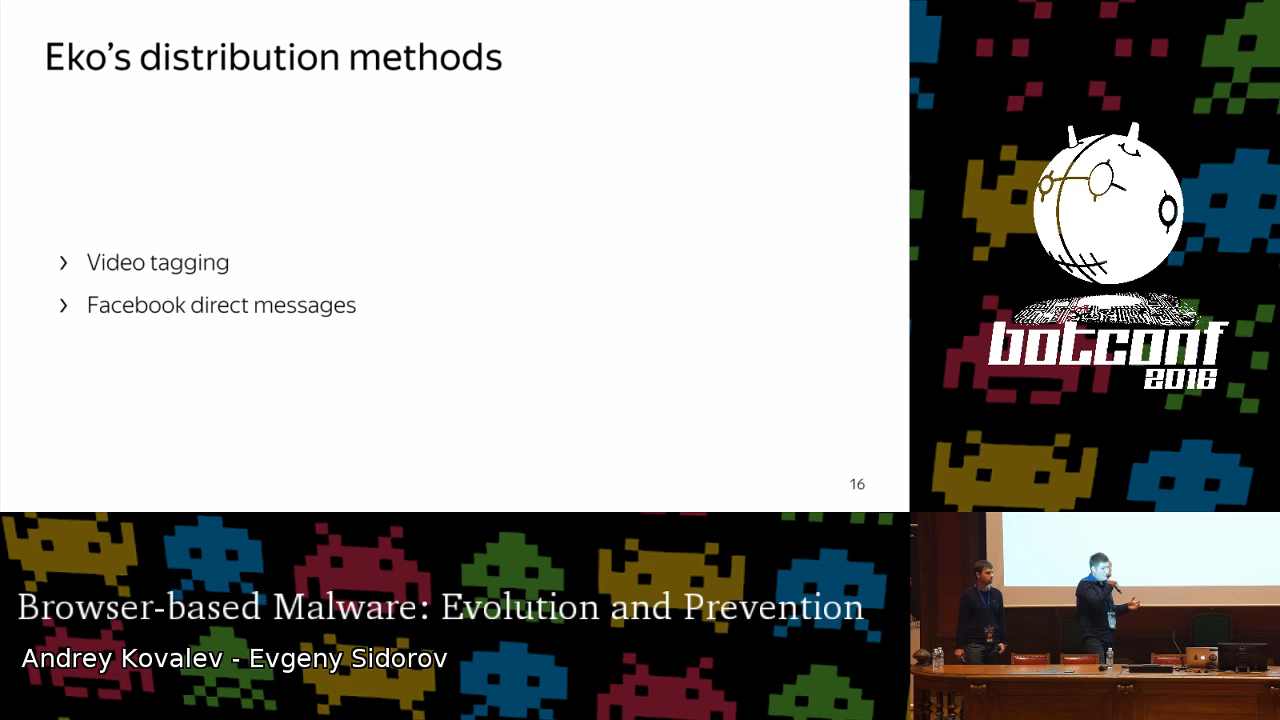 Eko’s distribution methods
› Video tagging
› Facebook direct messages
16
botconf
2016
Browser-based Malware: Evolution and Prevention
Andrey Kovalev - Evgeny Sidorov